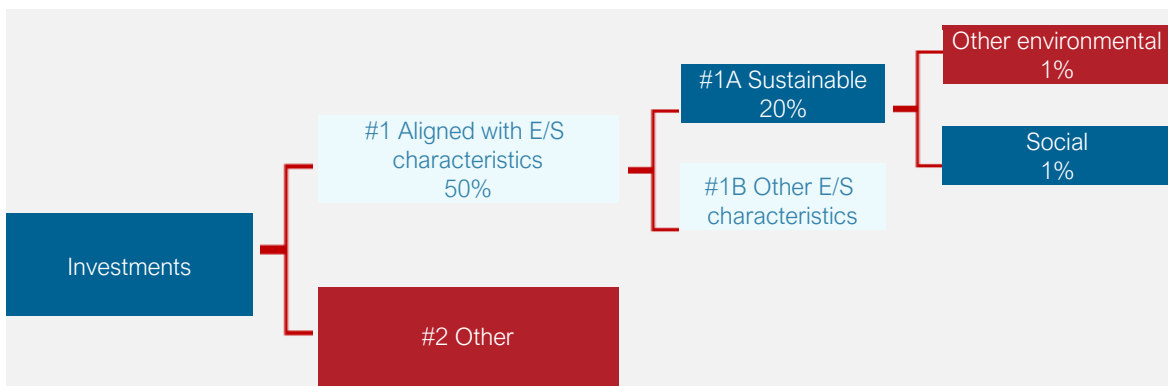 Investments
#1 Aligned with E/S
characteristics
50%
#2 Other
#1A Sustainable
20%
#1B Other E/S
characteristics
Other environmental
1%
Social
1%